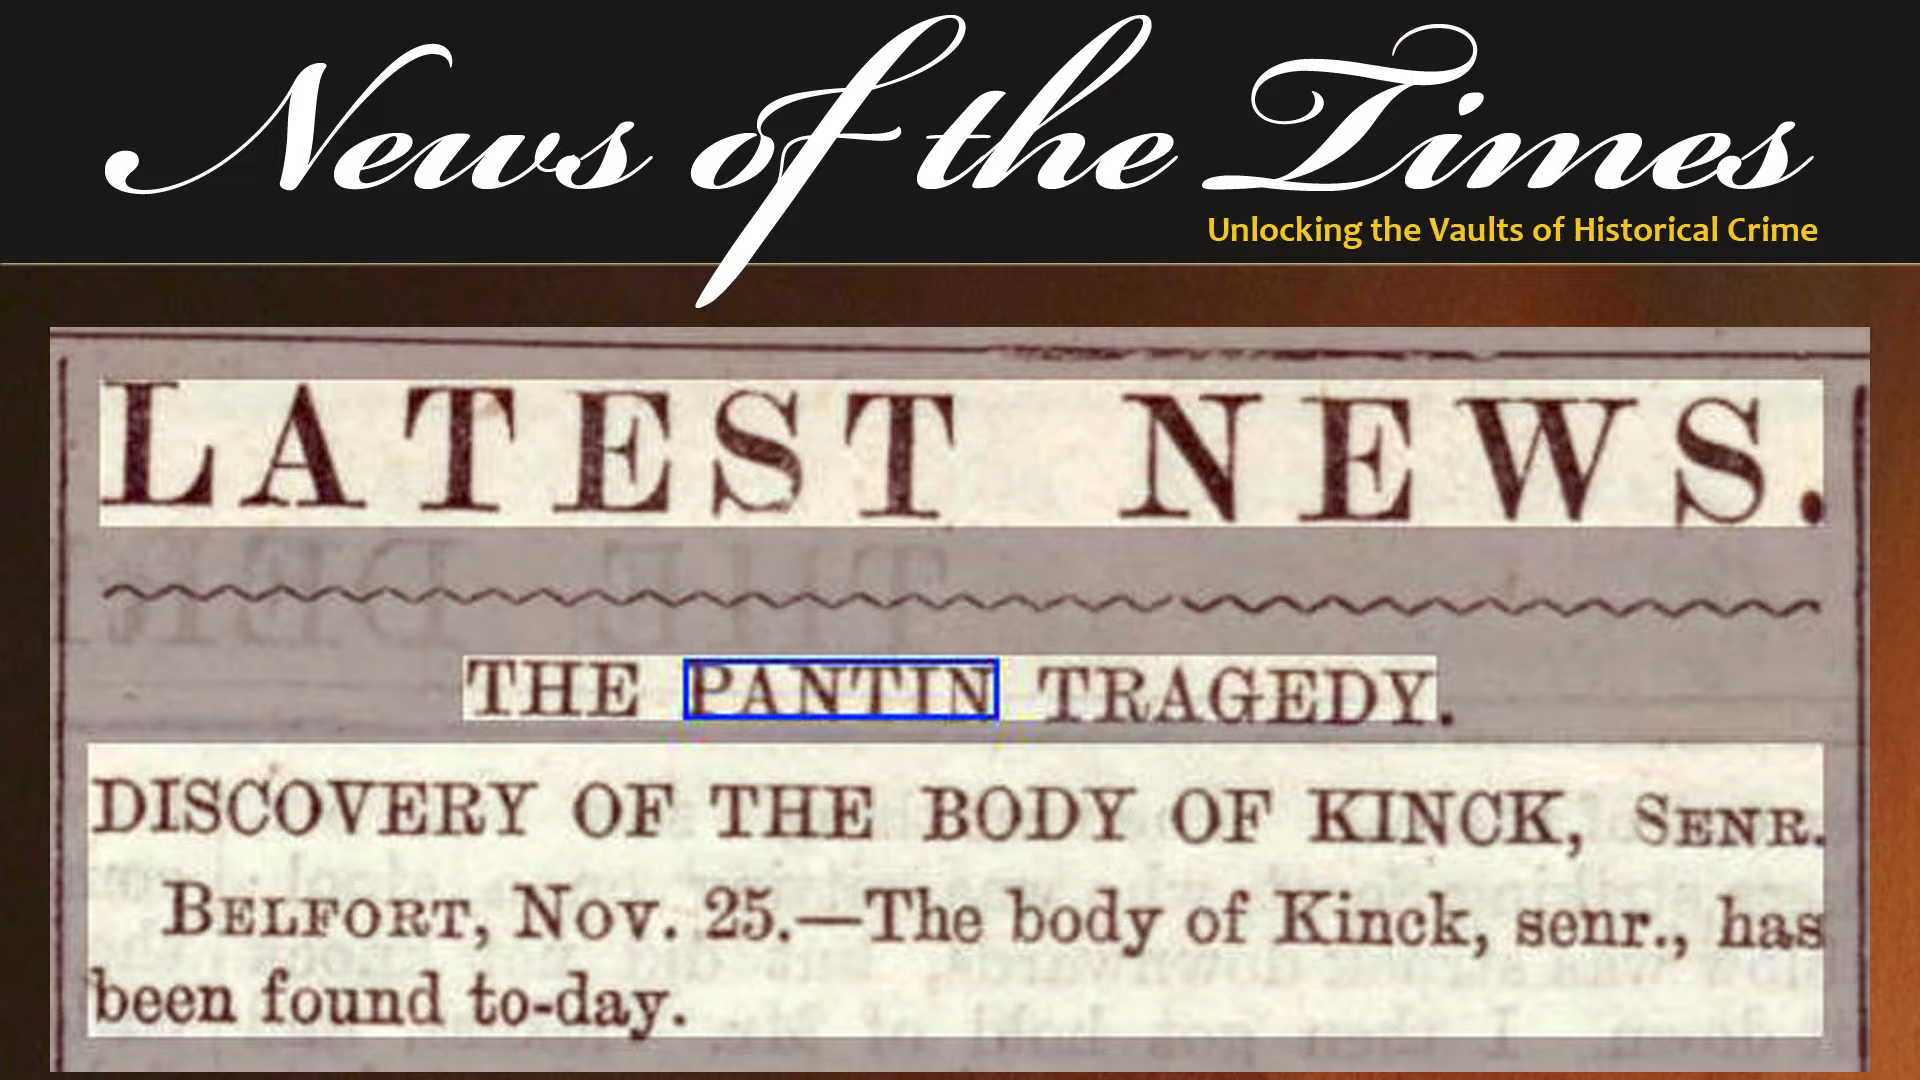 News of the Times
Unlocking the Vaults of Historical Crime
LATEST NEWS.
THE PANTIN TRAGEDY.
DISCOVERY OF THE BODY OF KINCK, SENR.
BELFORT, Nov. 25.—The body of Kinck, senr., has
been found to-day.